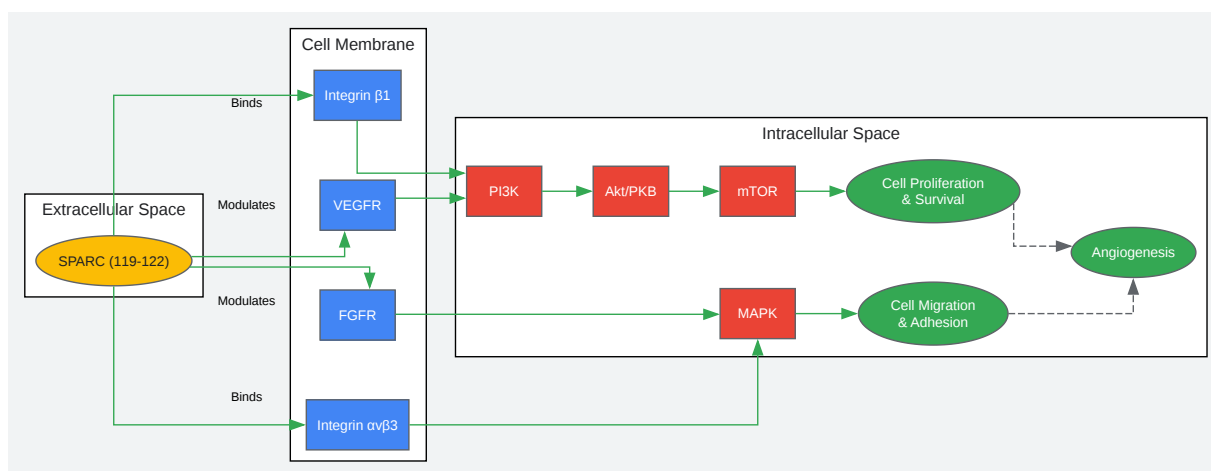 Cell Membrane
Integrin β1
Binds
Intracellular Space
PI3K
Akt/PKB
mTOR
Cell Proliferation
& Survival
Modulates
VEGFR
Extracellular Space
SPARC (119-122)
Angiogenesis
Modulates
FGFR
MAPK
Cell Migration
& Adhesion
Binds
Integrin αvβ3